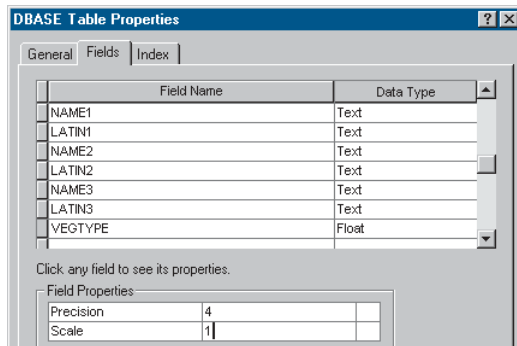 DBASE Table Properties
General Fields Index
Field Name Data Type
NAME1 Text
LATIN1 Text
NAME2 Text
LATIN2 Text
NAME3 Text
LATIN3 Text
VEGTYPE Float
Click any field to see its properties.
Field Properties
Precision 4
Scale 1